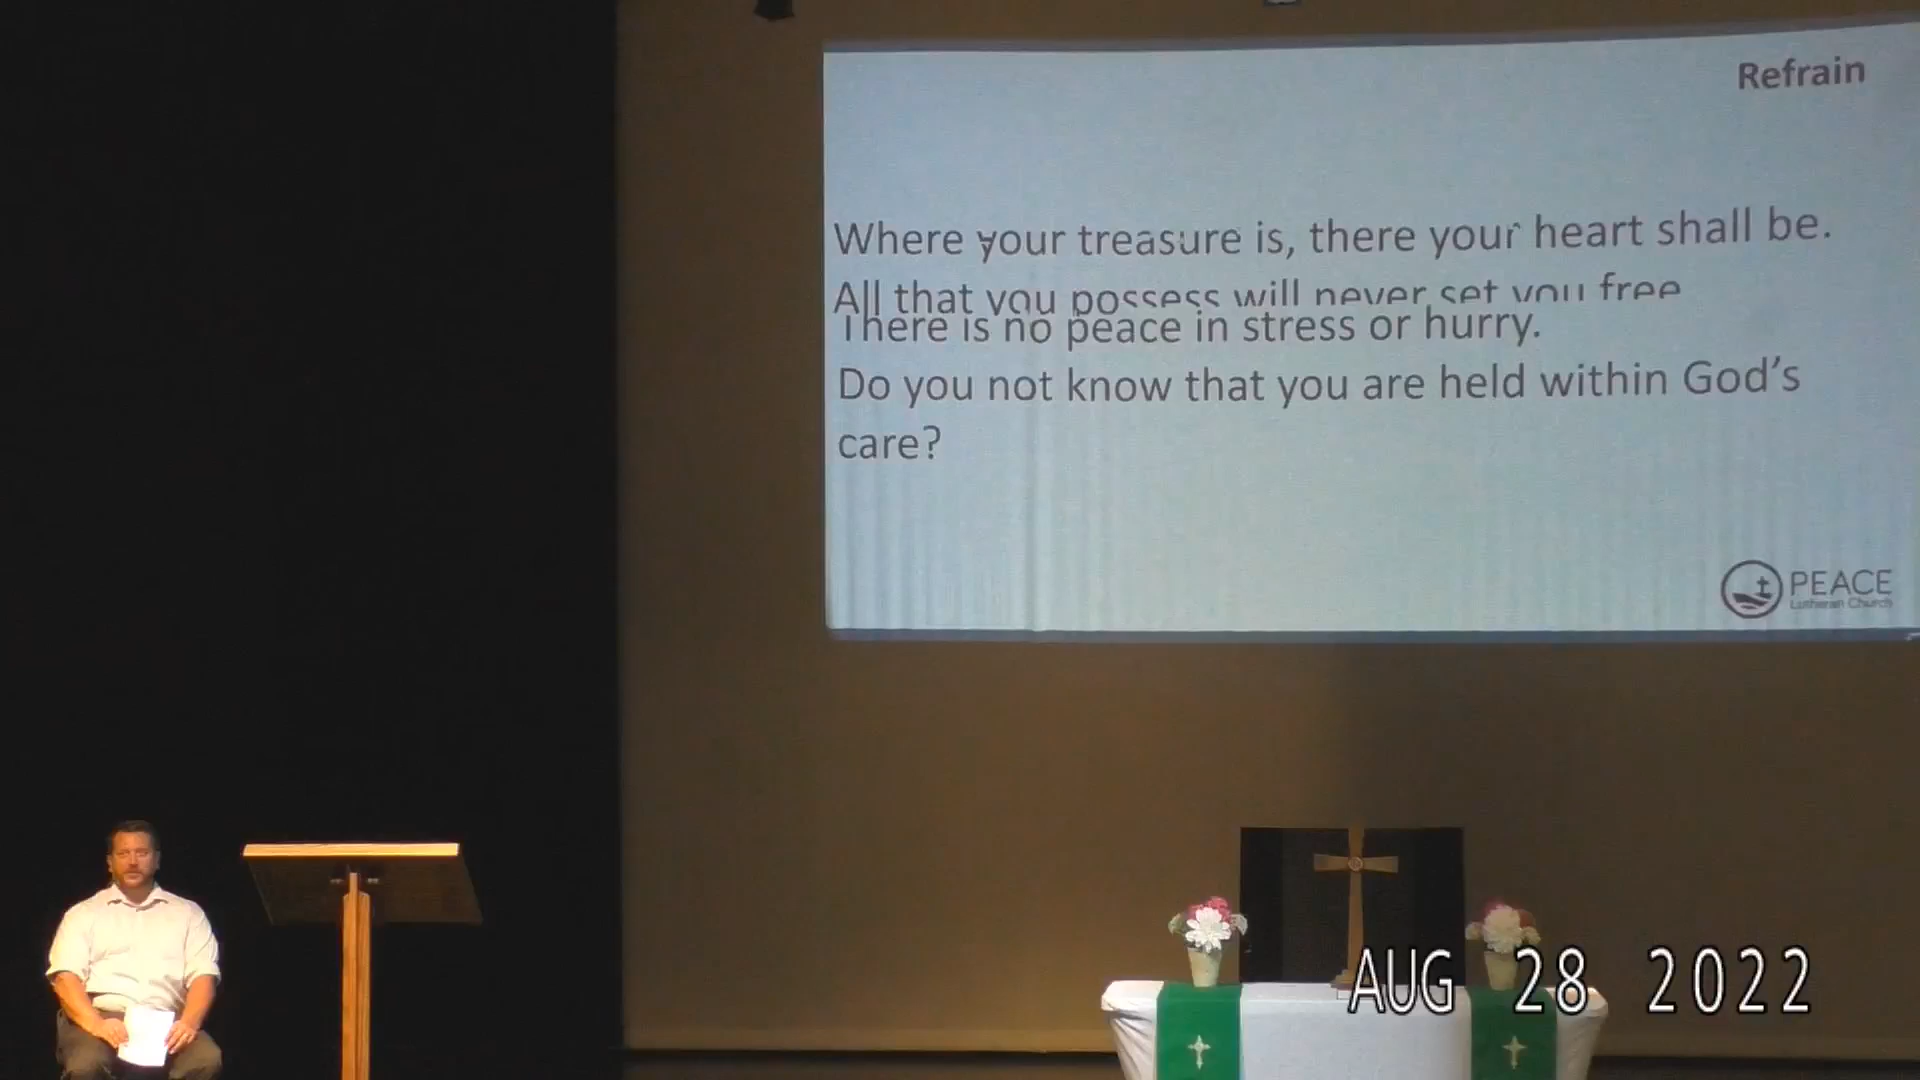 Refrain
Where your treasure is, there your heart shall be.
All that you possess will never set you free
There is no peace in stress or hurry.
Do you not know that you are held within God's
care?
PEACE
Lutheran Church
AUG 28 2022